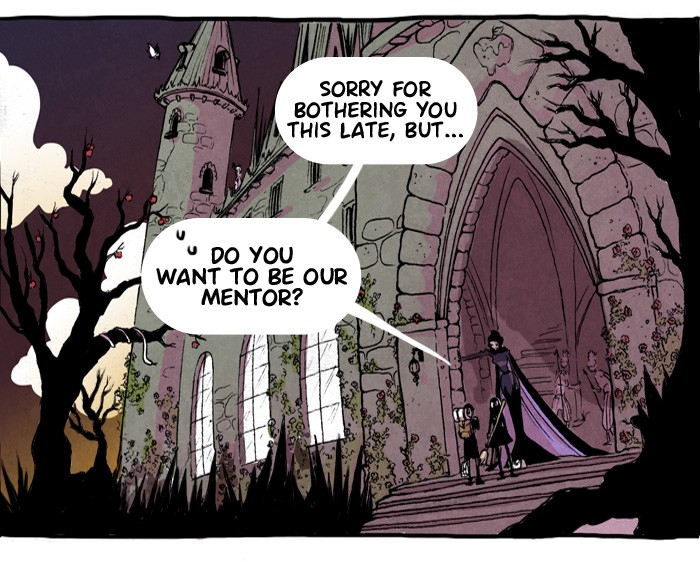 SORRY FOR
BOTHERING YOU
THIS LATE, BUT...
DO YOU
WANT TO BE OUR
MENTOR?